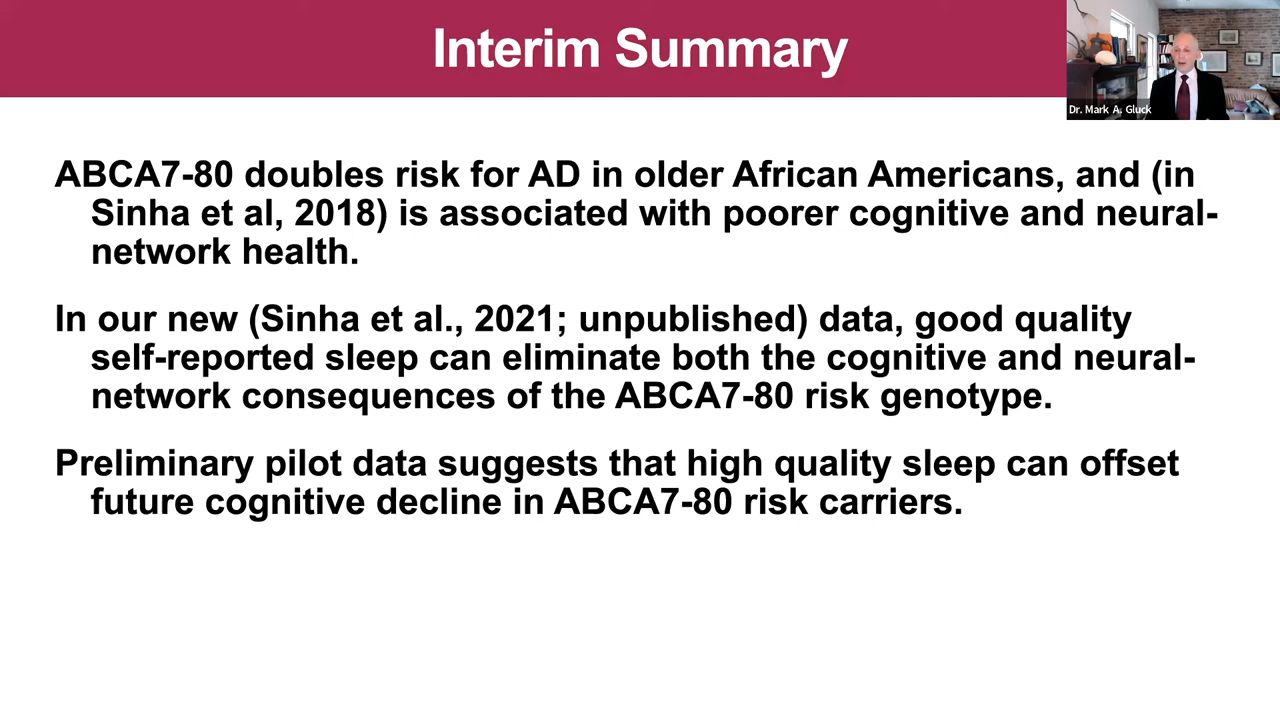 Interim Summary
Dr. Mark A. Gluck
ABCA7-80 doubles risk for AD in older African Americans, and (in
Sinha et al, 2018) is associated with poorer cognitive and neural-
network health.
In our new (Sinha et al., 2021; unpublished) data, good quality
self-reported sleep can eliminate both the cognitive and neural-
network consequences of the ABCA7-80 risk genotype.
Preliminary pilot data suggests that high quality sleep can offset
future cognitive decline in ABCA7-80 risk carriers.